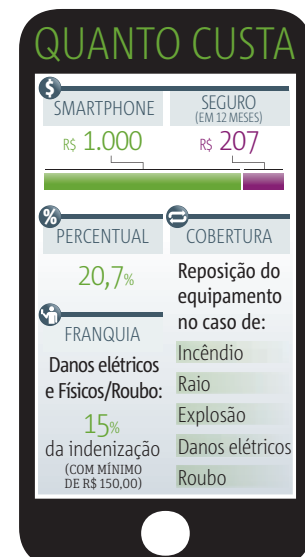 QUANTO CUSTA
$
SMARTPHONE
R$ 1.000
SEGURO
(EM 12 MESES)
R$ 207
%
PERCENTUAL
20,7%
FRANQUIA
Danos elétricos
e Físicos/Roubo:
15%
da indenização
(COM MÍNIMO
DE R$ 150,00)
COBERTURA
Reposição do
equipamento
no caso de:
Incêndio
Raio
Explosão
Danos elétricos
Roubo